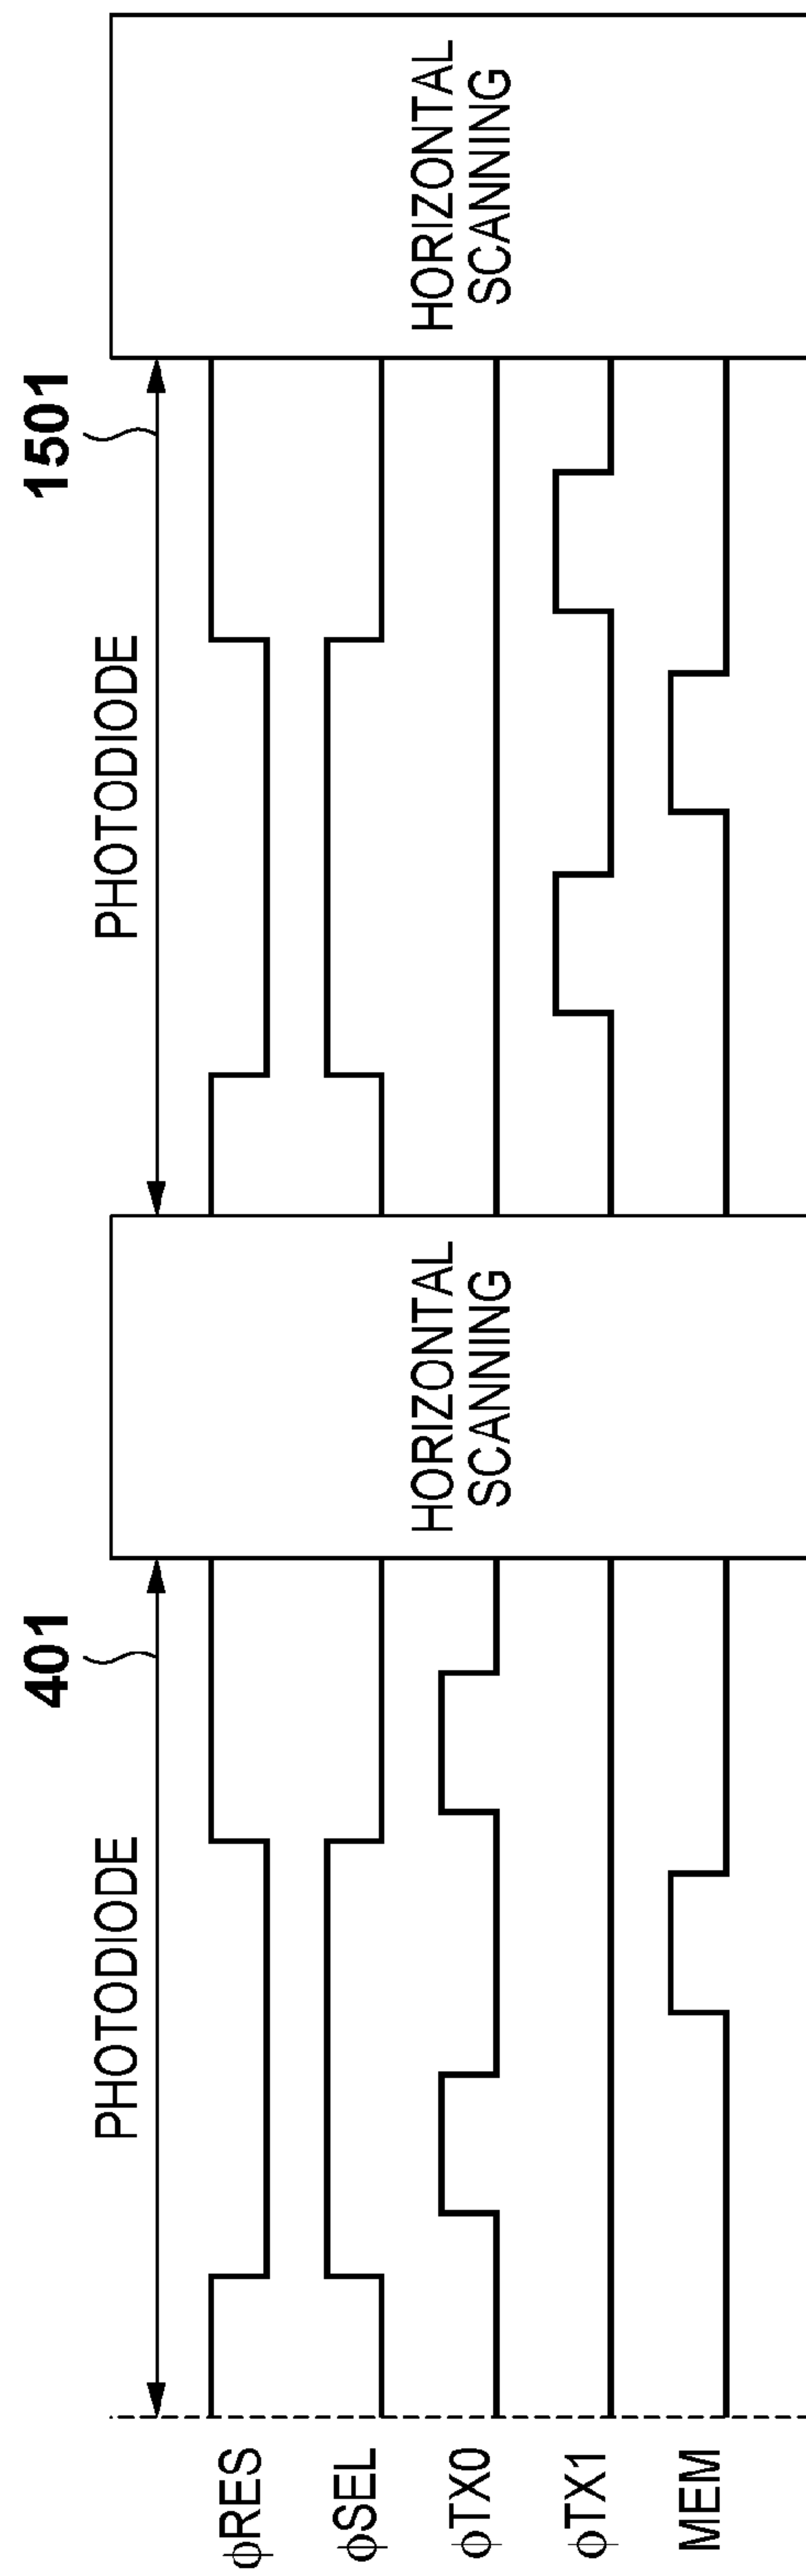 401
1501
PHOTODIODE
PHOTODIODE
ϕRES
ϕSEL
ϕTX0
ϕTX1
MEM
HORIZONTAL
SCANNING
HORIZONTAL
SCANNING